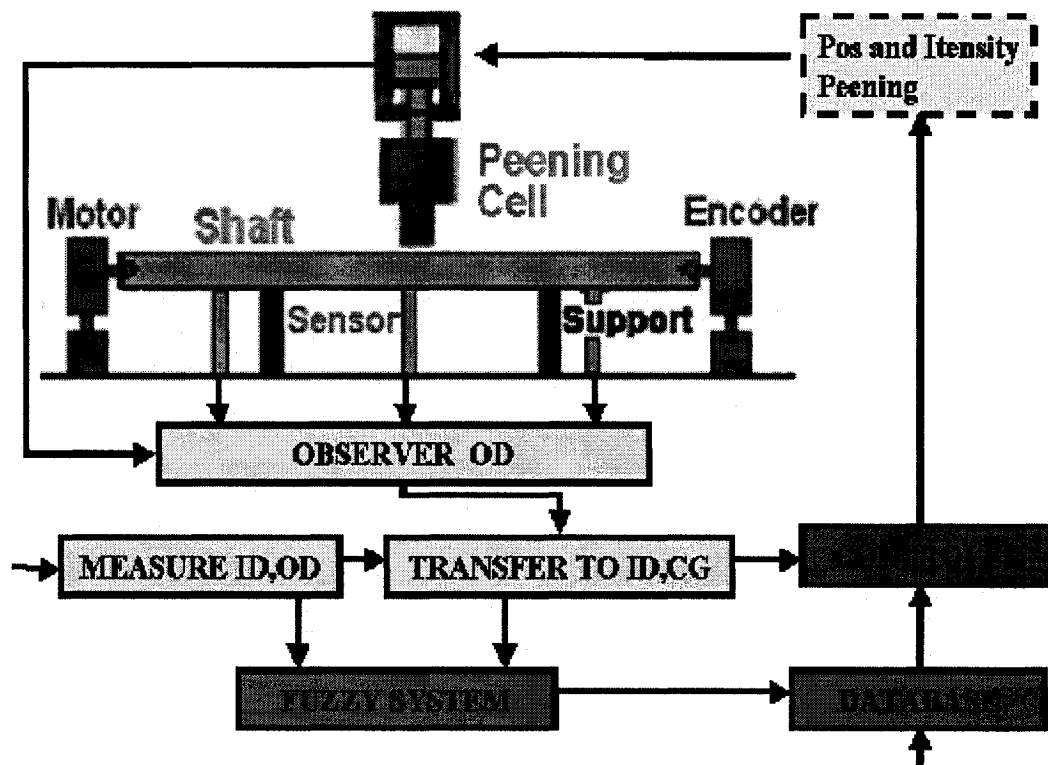 Pos and Itensity
Peening
Peening
Cell
Motor
Shaft
Encoder
Sensor
Support
OBSERVER OD
MEASURE ID,OD
TRANSFER TO ID,CG
FUZZY SYSTEM